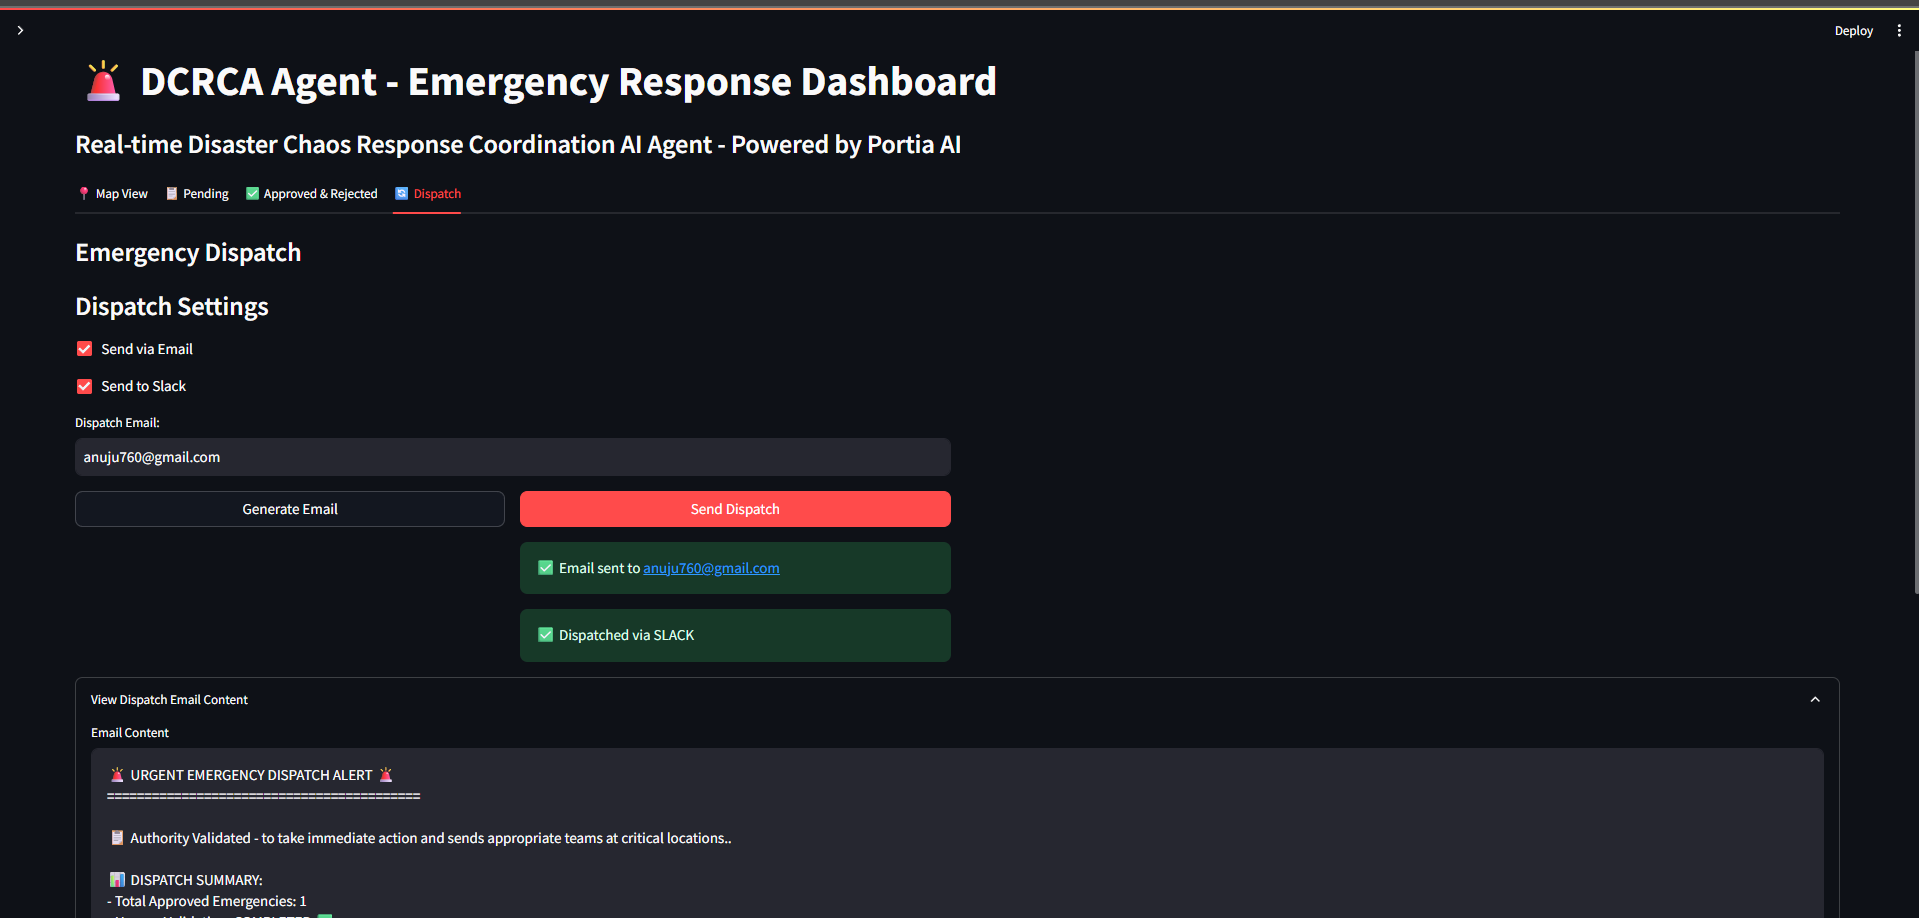 Deploy
DCRCA Agent - Emergency Response Dashboard
Real-time Disaster Chaos Response Coordination AI Agent - Powered by Portia AI
Map View
Pending
Approved & Rejected
Dispatch
Emergency Dispatch
Dispatch Settings
Send via Email
Send to Slack
Dispatch Email:
anuju760@gmail.com
Generate Email
Send Dispatch
Email sent to anuju760@gmail.com
Dispatched via SLACK
View Dispatch Email Content
Email Content
URGENT EMERGENCY DISPATCH ALERT
==========================================
Authority Validated - to take immediate action and sends appropriate teams at critical locations..
DISPATCH SUMMARY:
- Total Approved Emergencies: 1